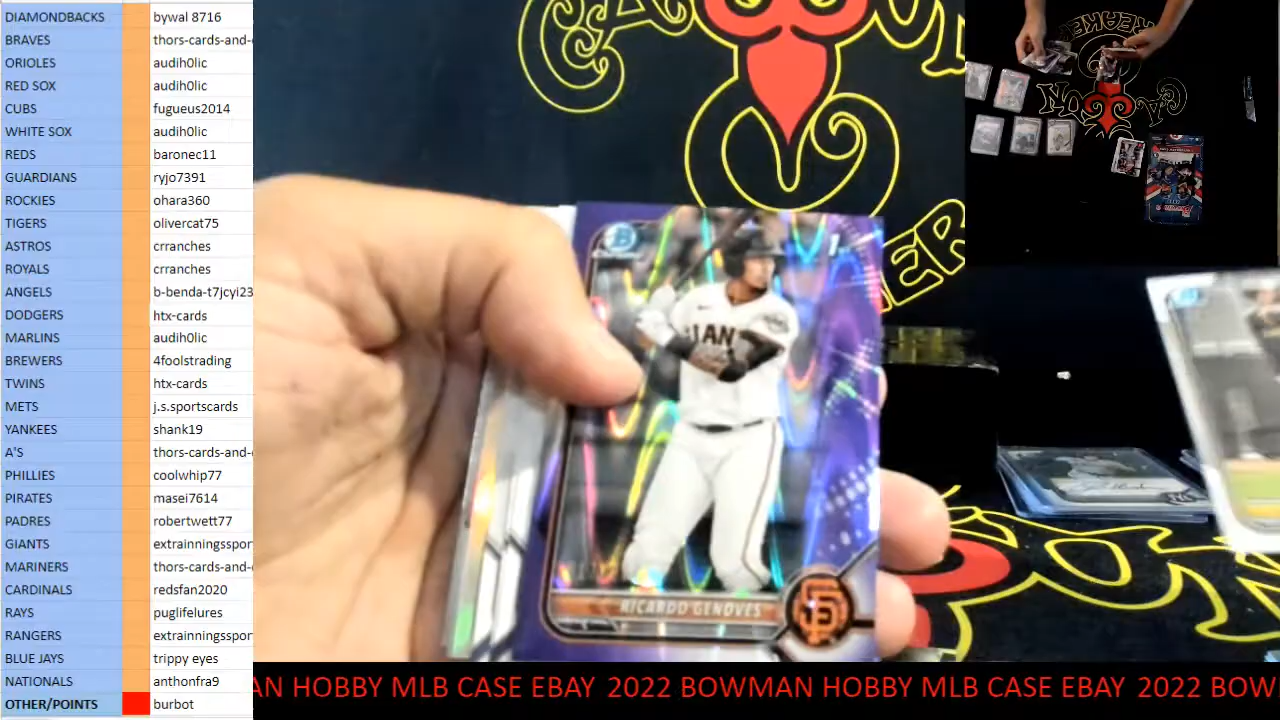 DIAMONDBACKS bywal 8716
BRAVES thors-cards-and-
ORIOLES audih0lic
RED SOX audih0lic
CUBS fugueus2014
WHITE SOX audih0lic
REDS baronec11
GUARDIANS ryjo7391
ROCKIES ohara360
TIGERS olivercat75
ASTROS crranches
ROYALS crranches
ANGELS b-benda-t7jcyi23
DODGERS htx-cards
MARLINS audih0lic
BREWERS 4foolstrading
TWINS htx-cards
METS j.s.sportscards
YANKEES shank19
A'S thors-cards-and-
PHILLIES coolwhip77
PIRATES masei7614
PADRES robertwett77
GIANTS extrainningsspor
MARINERS thors-cards-and-
CARDINALS redsfan2020
RAYS puglifelures
RANGERS extrainningsspor
BLUE JAYS trippy eyes
NATIONALS anthonfra9
OTHER/POINTS burbot
1st
GIAN
RICARDO GENOVES
SF
AN HOBBY MLB CASE EBAY 2022 BOWMAN HOBBY MLB CASE EBAY 2022 BOW